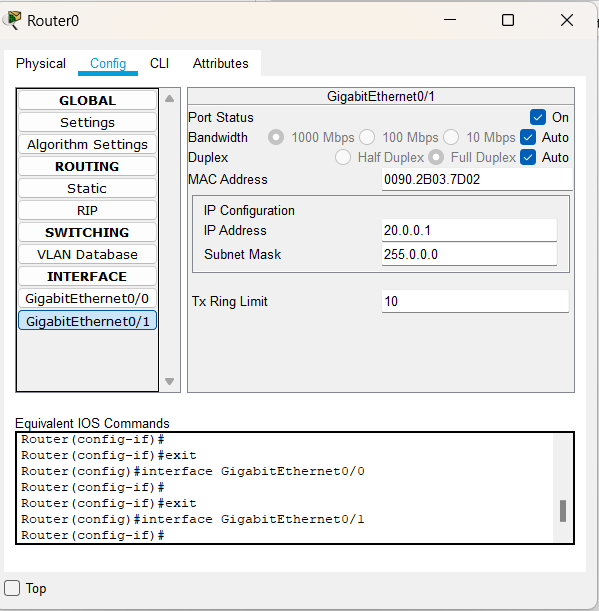 Router0
Physical Config CLI Attributes
GLOBAL
Settings
Algorithm Settings
ROUTING
Static
RIP
SWITCHING
VLAN Database
INTERFACE
GigabitEthernet0/0
GigabitEthernet0/1
GigabitEthernet0/1
Port Status On
Bandwidth 1000 Mbps 100 Mbps 10 Mbps Auto
Duplex Half Duplex Full Duplex Auto
MAC Address 0090.2B03.7D02
IP Configuration
IP Address 20.0.0.1
Subnet Mask 255.0.0.0
Tx Ring Limit 10
Equivalent IOS Commands
Router(config-if)#
Router(config-if)#exit
Router(config)#interface GigabitEthernet0/0
Router(config-if)#
Router(config-if)#exit
Router(config)#interface GigabitEthernet0/1
Router(config-if)#
Top